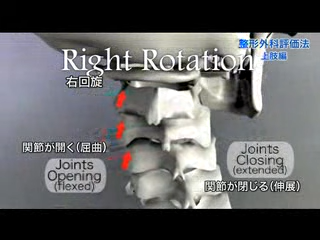 整形外科評価法
上肢編
Right Rotation
右回旋
関節が開く(屈曲)
Joints
Opening
(flexed)
Joints
Closing
(extended)
関節が閉じる(伸展)